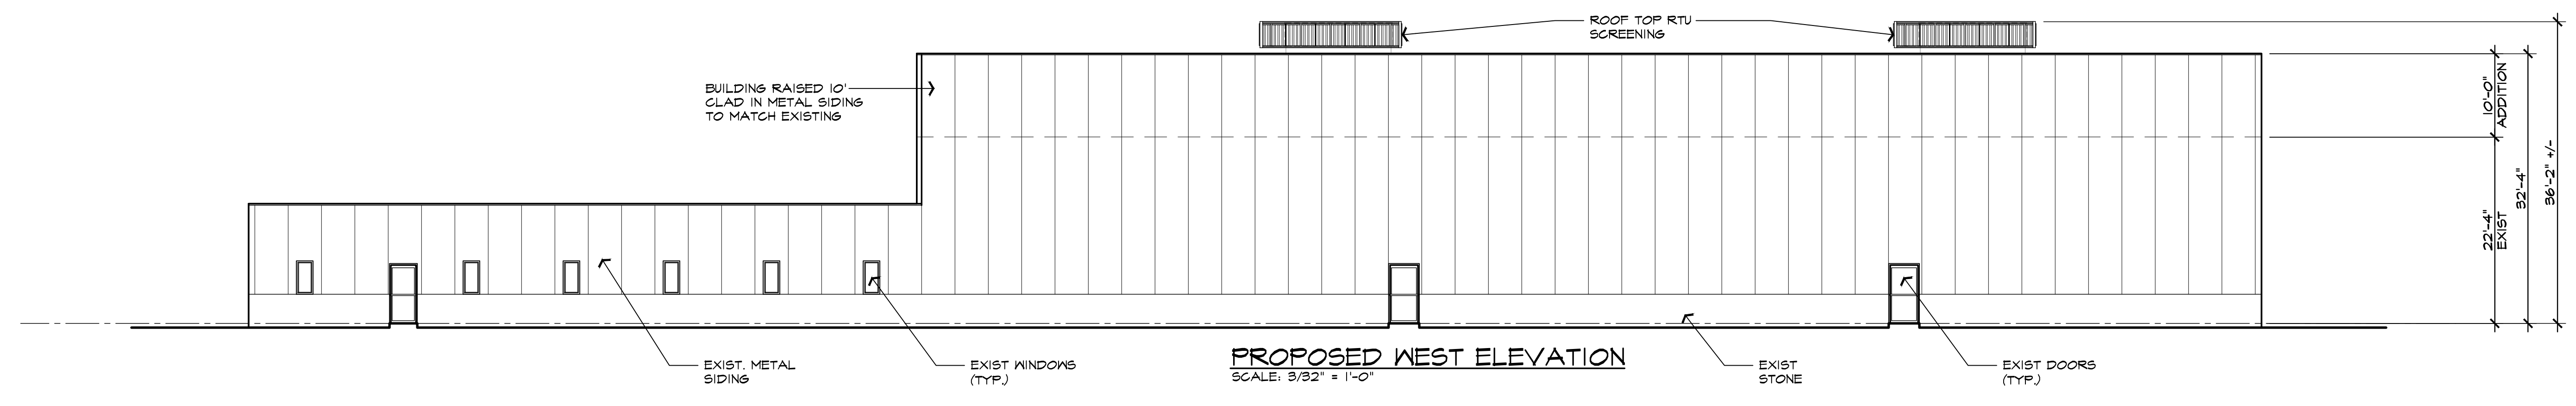 ROOF TOP RTU
SCREENING
BUILDING RAISED 10'
CLAD IN METAL SIDING
TO MATCH EXISTING
10'-0"
ADDITION
22'-4"
EXIST
32'-4"
36'-2" +/-
EXIST. METAL
SIDING
EXIST WINDOWS
(TYP.)
PROPOSED WEST ELEVATION
SCALE: 3/32" = 1'-0"
EXIST
STONE
EXIST DOORS
(TYP.)